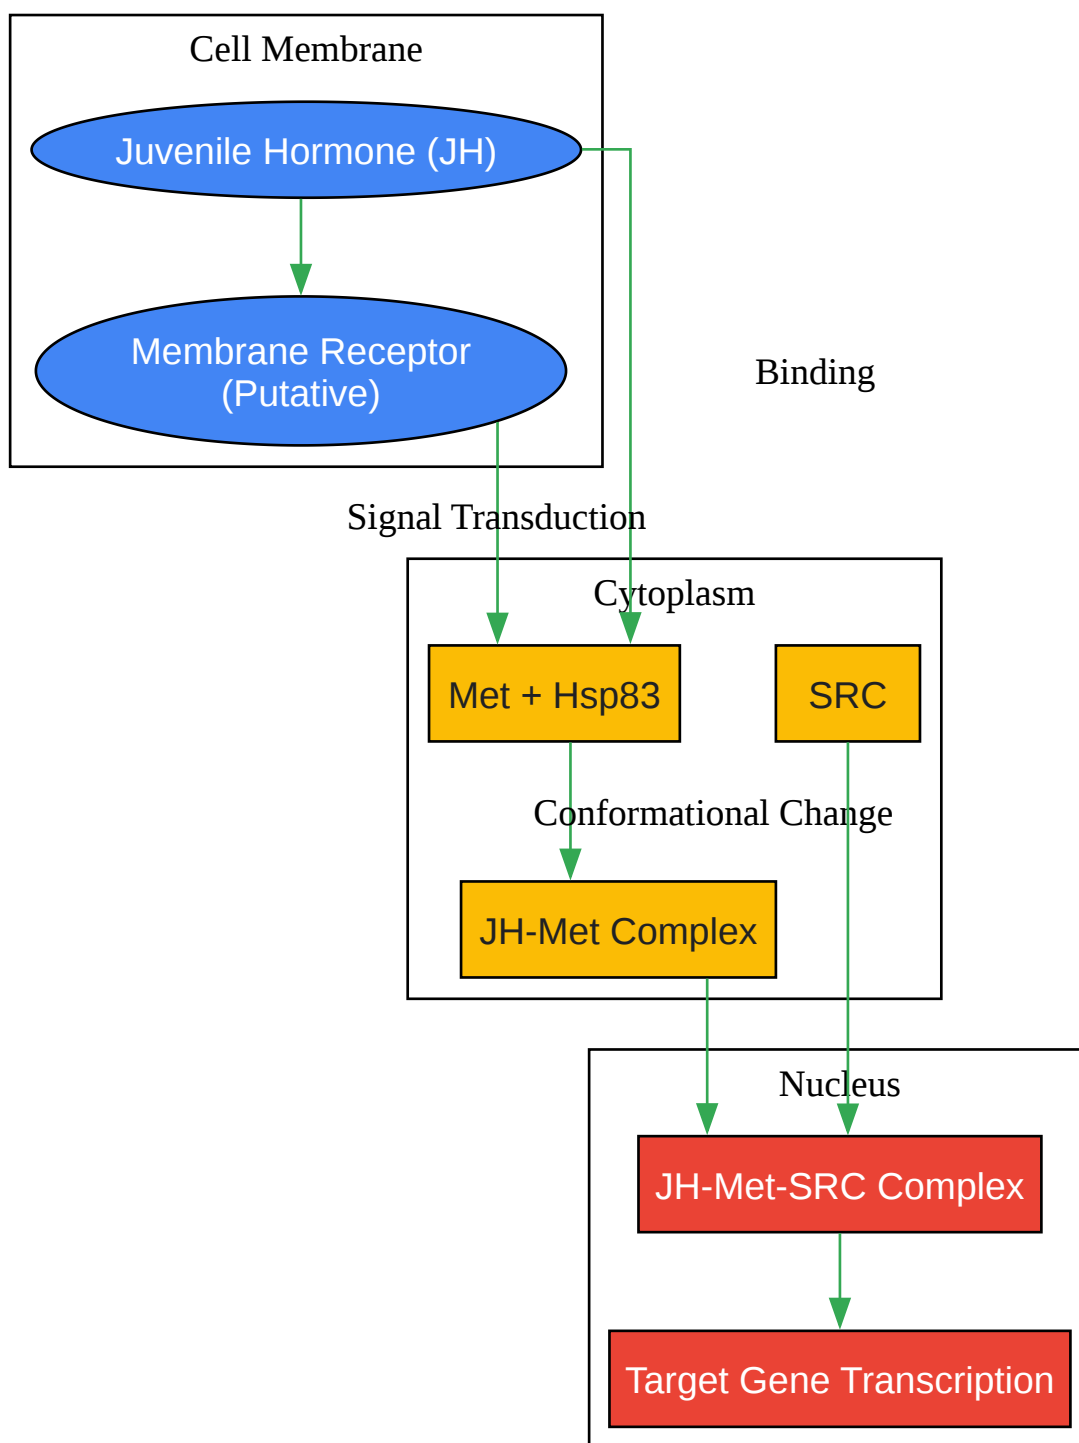 Cell Membrane
Juvenile Hormone (JH)
Membrane Receptor
(Putative)
Binding
Signal Transduction
Cytoplasm
Met + Hsp83
SRC
Conformational Change
JH-Met Complex
Nucleus
JH-Met-SRC Complex
Target Gene Transcription